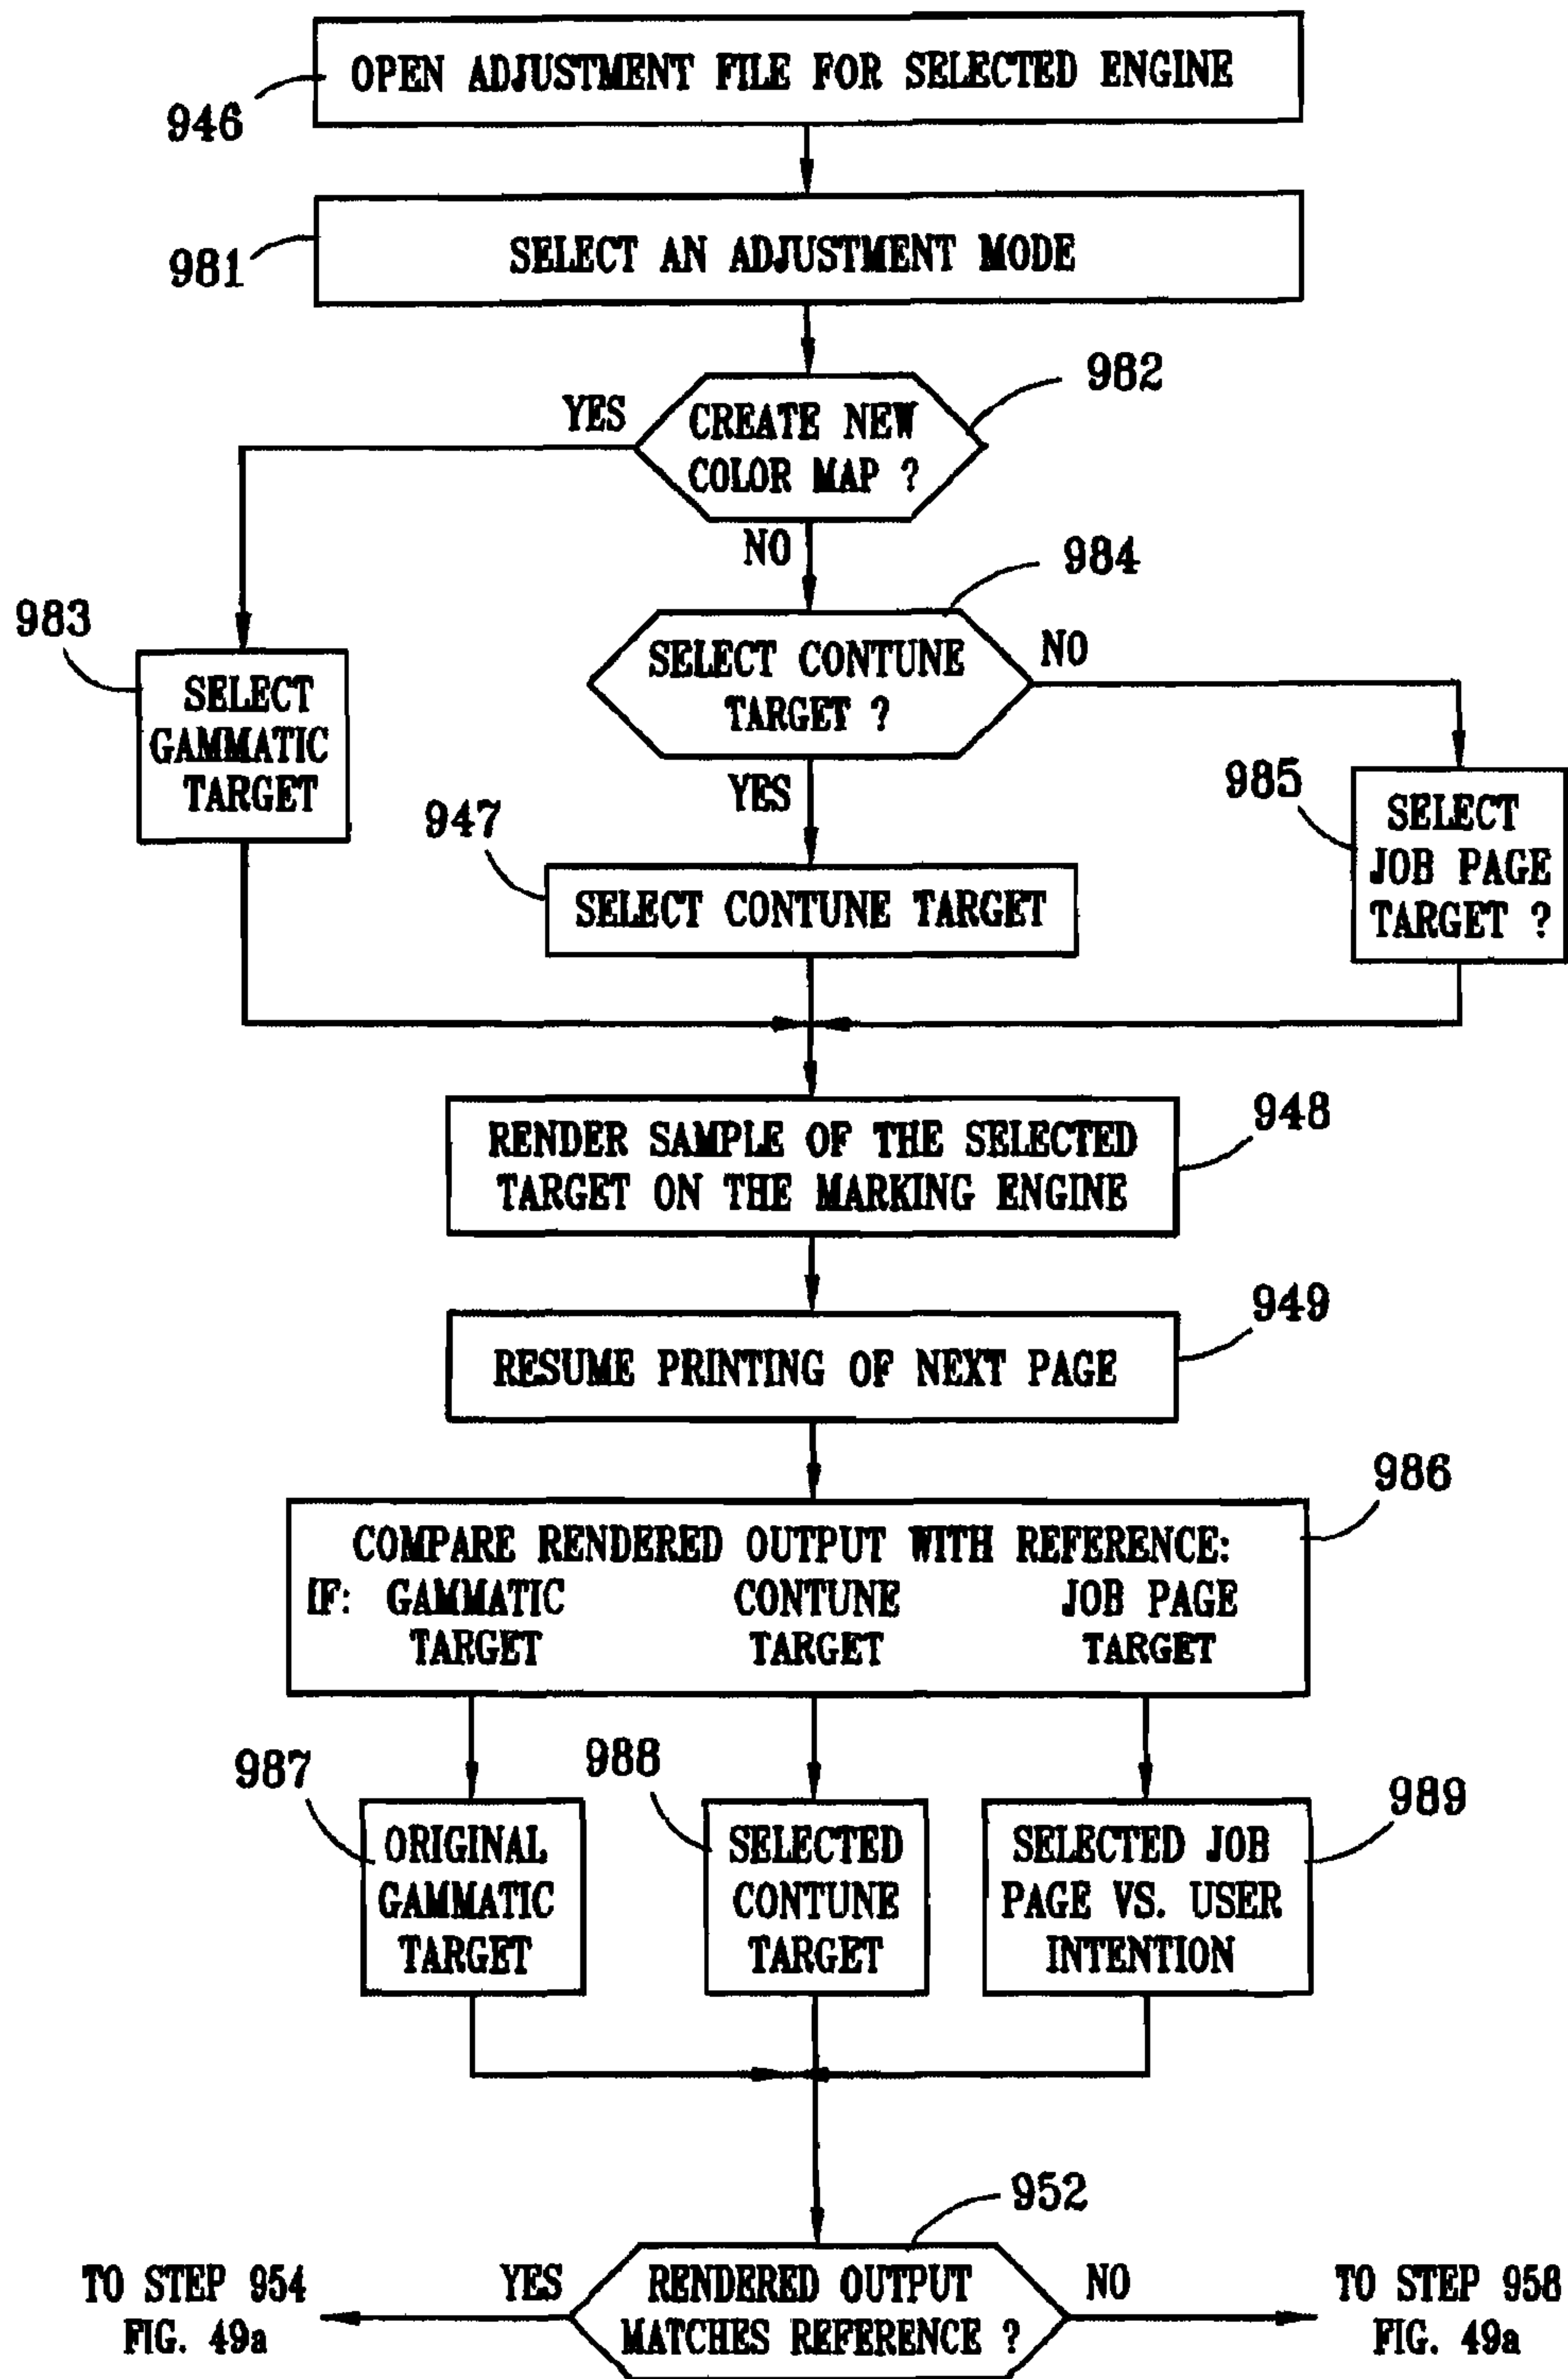 OPEN ADJUSTMENT FILE FOR SELECTED ENGINE
946
SELECT AN ADJUSTMENT MODE
981
982
YES
CREATE NEW
COLOR MAP ?
NO
984
983
SELECT CONTUNE
TARGET ?
NO
SELECT
GAMMATIC
TARGET
YES
985
SELECT
JOB PAGE
TARGET ?
947
SELECT CONTUNE TARGET
948
RENDER SAMPLE OF THE SELECTED
TARGET ON THE MARKING ENGINE
949
RESUME PRINTING OF NEXT PAGE
986
COMPARE RENDERED OUTPUT WITH REFERENCE:
IF: GAMMATIC CONTUNE JOB PAGE
TARGET TARGET TARGET
987
988
989
ORIGINAL
GAMMATIC
TARGET
SELECTED
CONTUNE
TARGET
SELECTED JOB
PAGE VS. USER
INTENTION
952
TO STEP 954
FIG. 49a
YES
RENDERED OUTPUT
MATCHES REFERENCE ?
NO
TO STEP 958
FIG. 49a